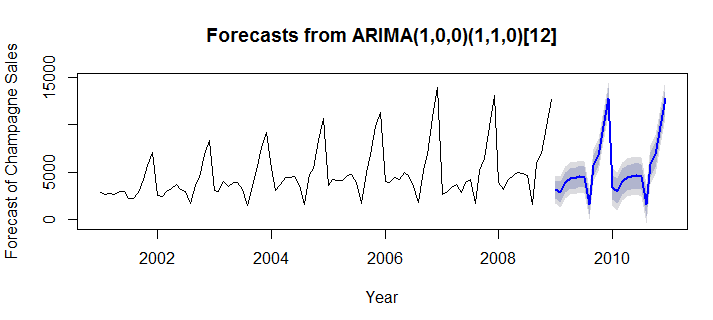 Forecasts from ARIMA(1,0,0)(1,1,0)[12]
Forecast of Champagne Sales
15000
5000
0
2002
2004
2006
2008
2010
Year